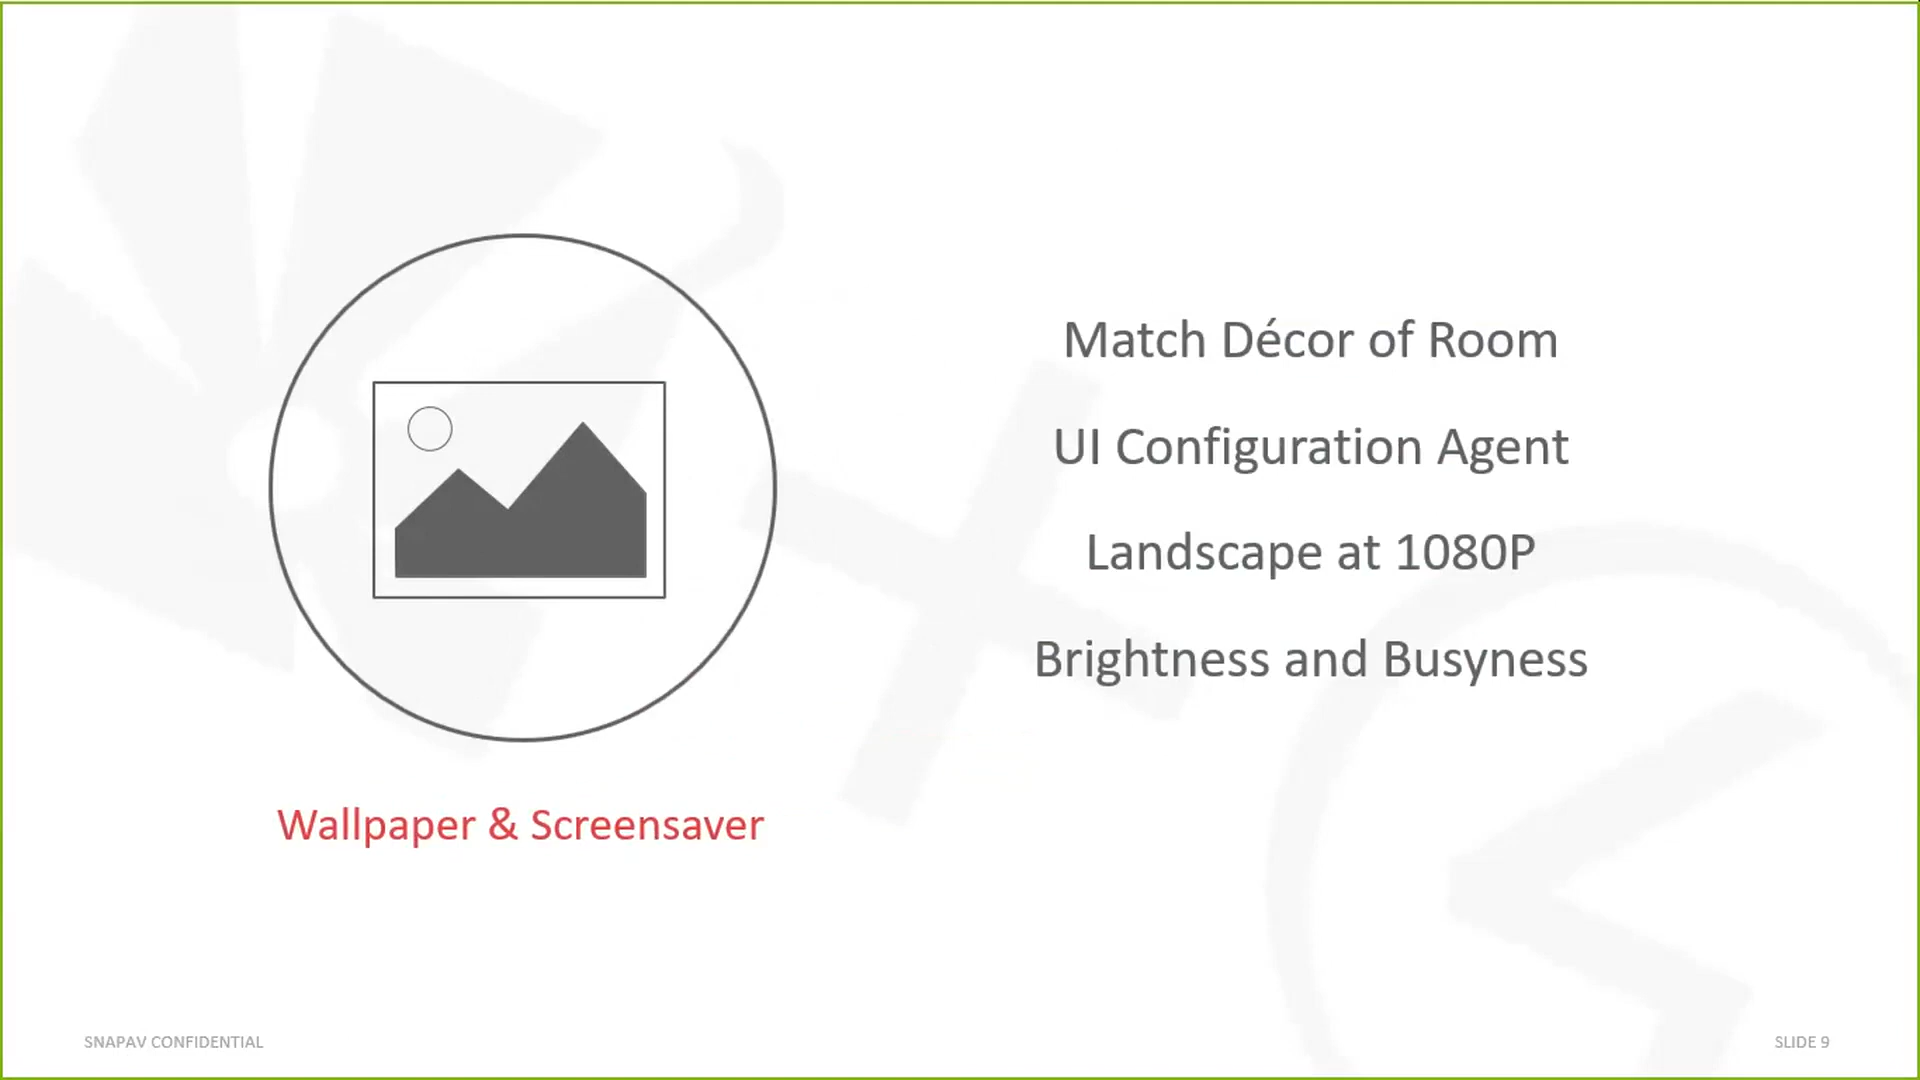 Match Décor of Room
UI Configuration Agent
Landscape at 1080P
Brightness and Busyness
Wallpaper & Screensaver
SNAPAV CONFIDENTIAL
SLIDE 9